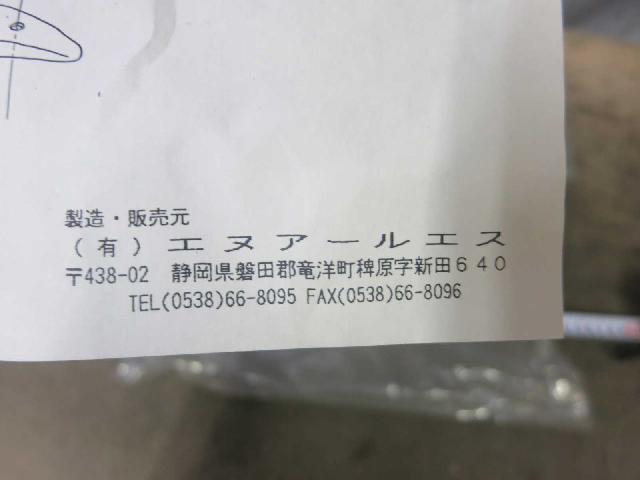 製造・販売元
（有）エヌアールエス
〒438-02　静岡県磐田郡竜洋町稗原字新田６４０
TEL(0538)66-8095 FAX(0538)66-8096